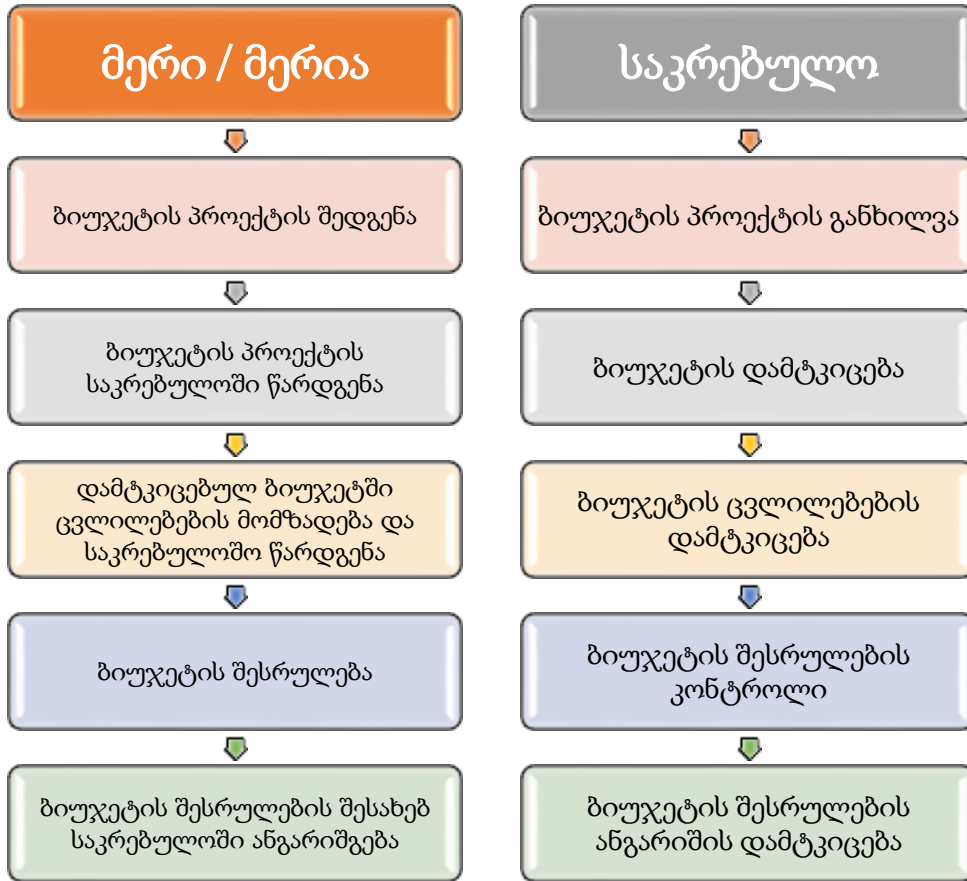 მერი / მერია
ბიუჯეტის პროექტის შედგენა
ბიუჯეტის პროექტის
საკრებულოში წარდგენა
დამტკიცებულ ბიუჯეტში
ცვლილებების მომზადება და
საკრებულოშო წარდგენა
ბიუჯეტის შესრულება
ბიუჯეტის შესრულების შესახებ
საკრებულოში ანგარიშგება
საკრებულო
ბიუჯეტის პროექტის განხილვა
ბიუჯეტის დამტკიცება
ბიუჯეტის ცვლილებების
დამტკიცება
ბიუჯეტის შესრულების
კონტროლი
ბიუჯეტის შესრულების
ანგარიშის დამტკიცება